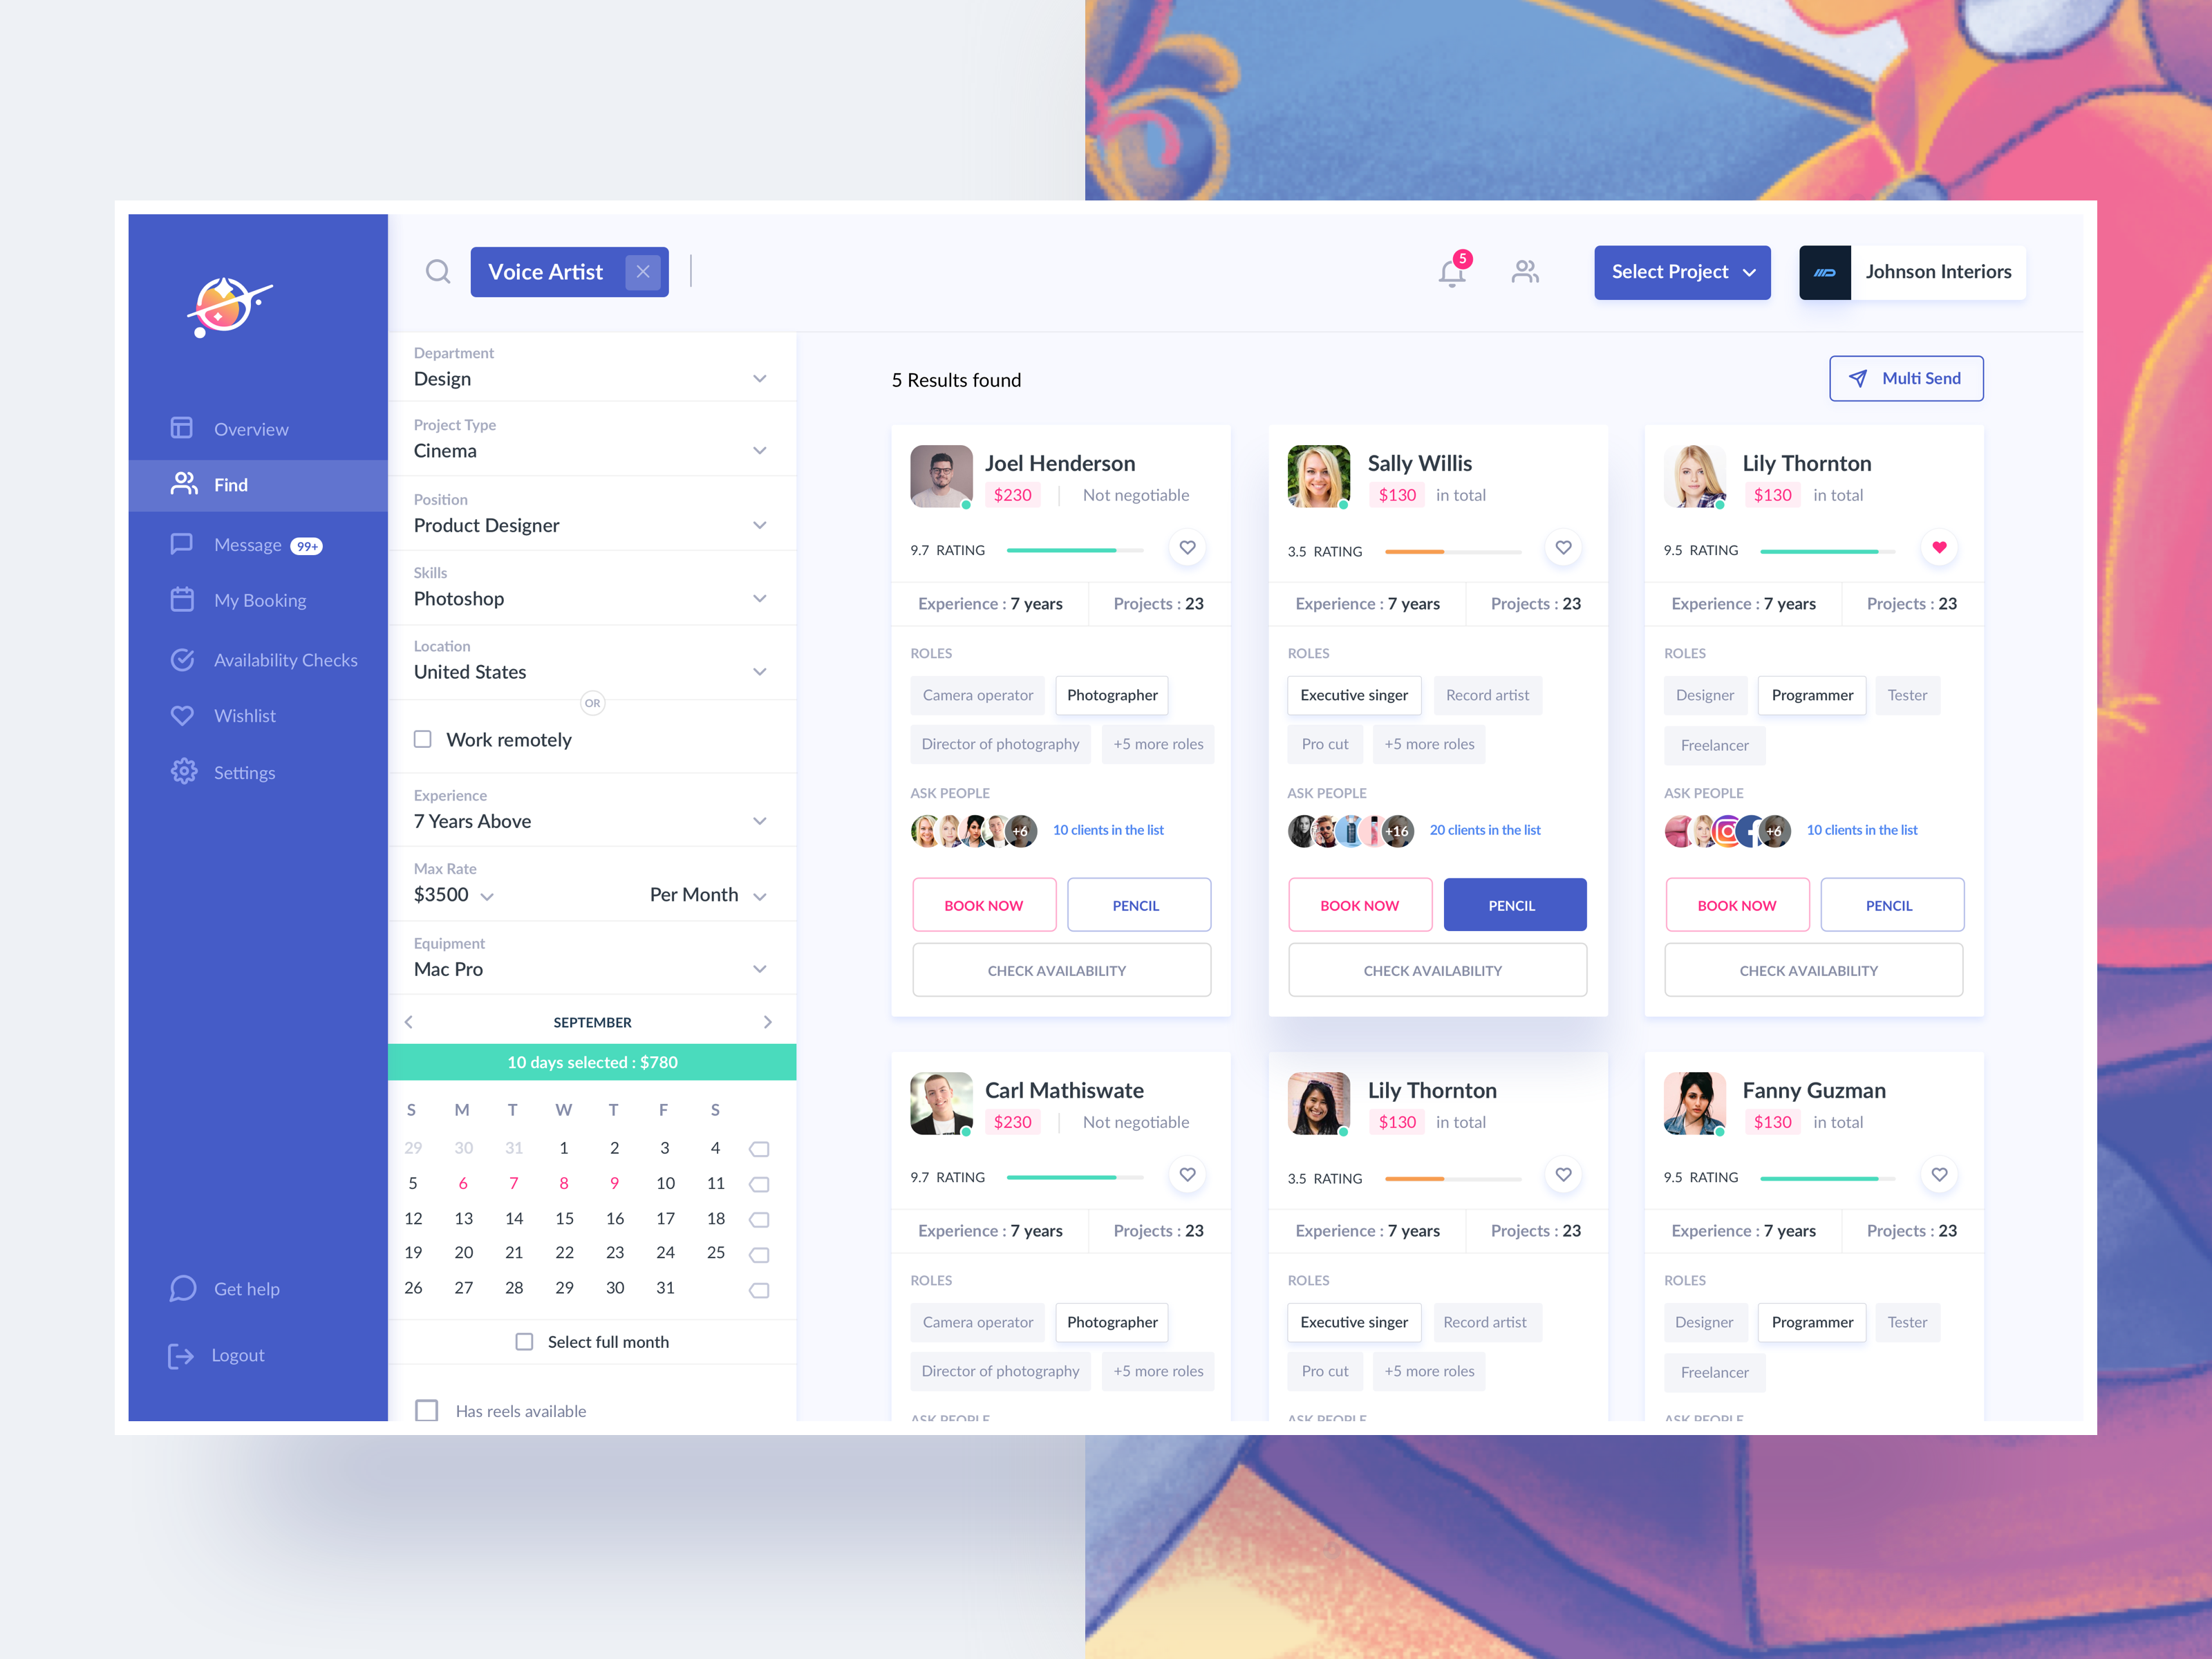 Voice Artist
5
Select Project
Johnson Interiors
Overview
Find
Message 99+
My Booking
Availability Checks
Wishlist
Settings
Get help
Logout
Department
Design
Project Type
Cinema
Position
Product Designer
Skills
Photoshop
Location
United States
OR
Work remotely
Experience
7 Years Above
Max Rate
$3500 Per Month
Equipment
Mac Pro
SEPTEMBER
10 days selected : $780
S M T W T F S
29 30 31 1 2 3 4
5 6 7 8 9 10 11
12 13 14 15 16 17 18
19 20 21 22 23 24 25
26 27 28 29 30 31
Select full month
Has reels available
5 Results found
Multi Send
Joel Henderson
$230 Not negotiable
9.7 RATING
Experience : 7 years Projects : 23
ROLES
Camera operator Photographer
Director of photography +5 more roles
ASK PEOPLE
+6 10 clients in the list
BOOK NOW PENCIL
CHECK AVAILABILITY
Sally Willis
$130 in total
3.5 RATING
Experience : 7 years Projects : 23
ROLES
Executive singer Record artist
Pro cut +5 more roles
ASK PEOPLE
+16 20 clients in the list
BOOK NOW PENCIL
CHECK AVAILABILITY
Lily Thornton
$130 in total
9.5 RATING
Experience : 7 years Projects : 23
ROLES
Designer Programmer Tester
Freelancer
ASK PEOPLE
+6 10 clients in the list
BOOK NOW PENCIL
CHECK AVAILABILITY
Carl Mathiswate
$230 Not negotiable
9.7 RATING
Experience : 7 years Projects : 23
ROLES
Camera operator Photographer
Director of photography +5 more roles
ASK PEOPLE
Lily Thornton
$130 in total
3.5 RATING
Experience : 7 years Projects : 23
ROLES
Executive singer Record artist
Pro cut +5 more roles
ASK PEOPLE
Fanny Guzman
$130 in total
9.5 RATING
Experience : 7 years Projects : 23
ROLES
Designer Programmer Tester
Freelancer
ASK PEOPLE